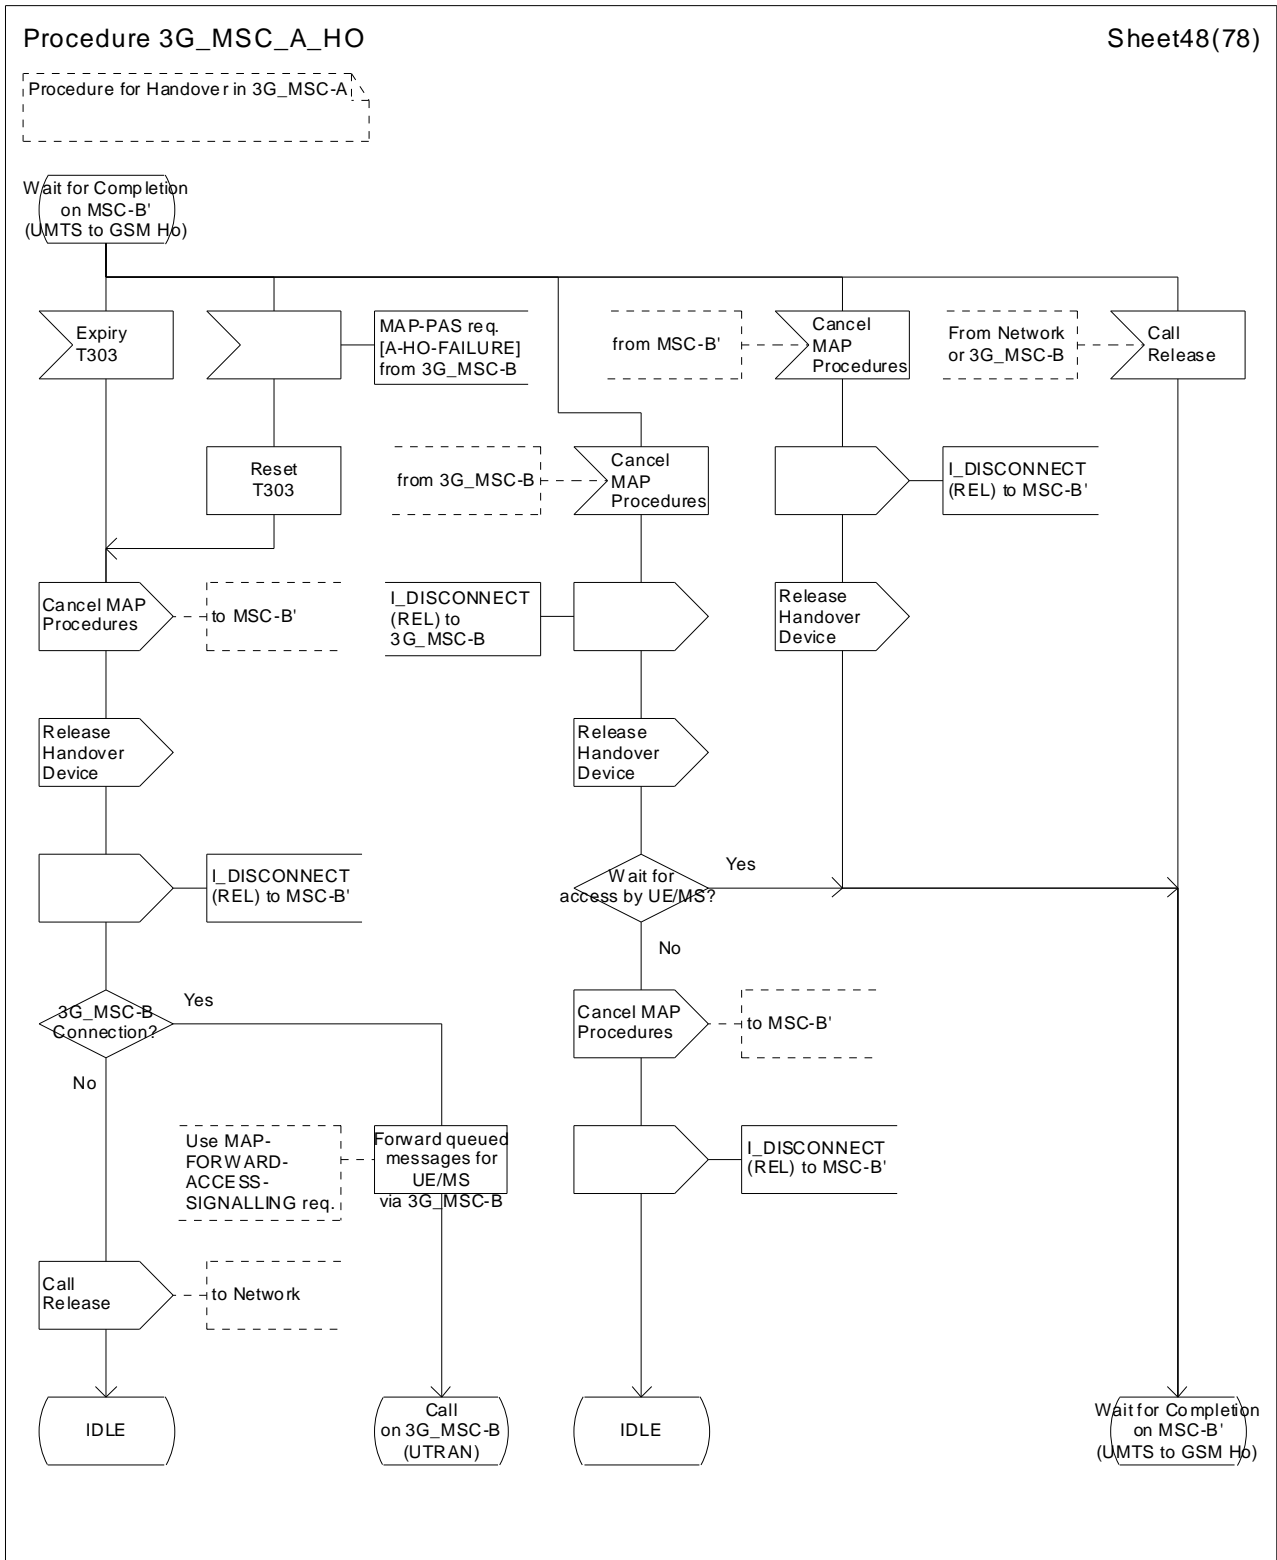 Procedure 3G_MSC_A_HO
Sheet48(78)
Procedure for Handover in 3G_MSC-A
Wait for Completion
on MSC-B'
(UMTS to GSM Ho)
Expiry
T303
MAP-PAS req.
[A-HO-FAILURE]
from 3G_MSC-B
from MSC-B'
Cancel
MAP
Procedures
From Network
or 3G_MSC-B
Call
Release
Reset
T303
from 3G_MSC-B
Cancel
MAP
Procedures
I_DISCONNECT
(REL) to MSC-B'
Cancel MAP
Procedures
to MSC-B'
I_DISCONNECT
(REL) to
3G_MSC-B
Release
Handover
Device
Release
Handover
Device
Release
Handover
Device
I_DISCONNECT
(REL) to MSC-B'
Wait for
access by UE/MS?
Yes
No
3G_MSC-B
Connection?
Yes
No
Cancel MAP
Procedures
to MSC-B'
Use MAP-
FORWARD-
ACCESS-
SIGNALLING req.
Forward queued
messages for
UE/MS
via 3G_MSC-B
I_DISCONNECT
(REL) to MSC-B'
Call
Release
to Network
IDLE
Call
on 3G_MSC-B
(UTRAN)
IDLE
Wait for Completion
on MSC-B'
(UMTS to GSM Ho)